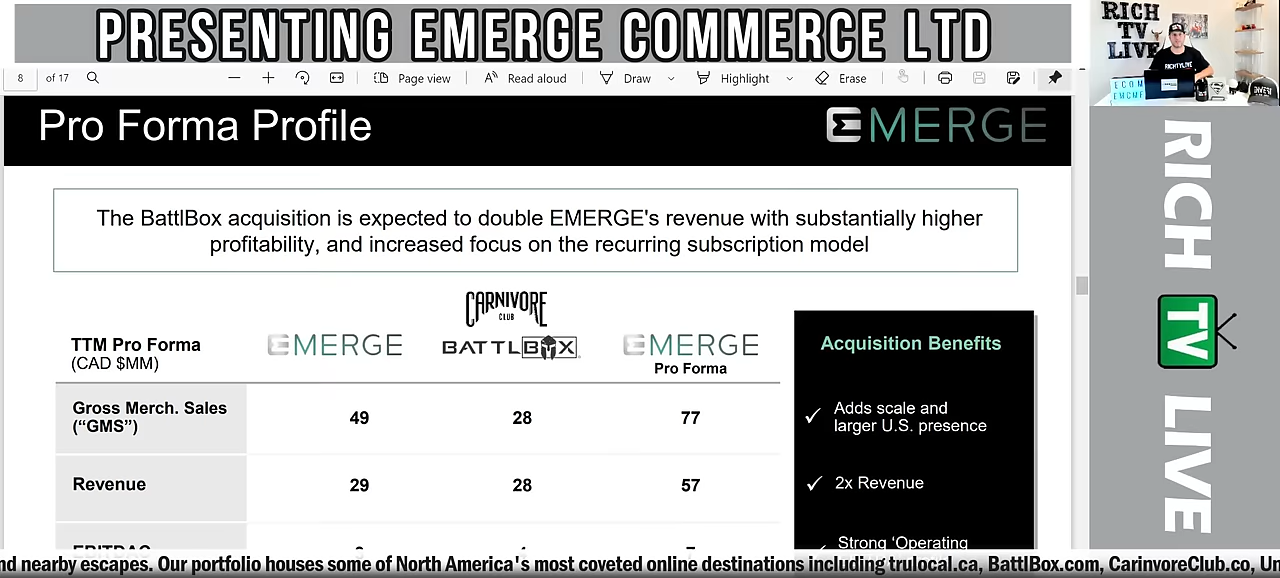 PRESENTING EMERGE COMMERCE LTD
RICH
TV
LIVE
8 of 17
Page view
Read aloud
Draw
Highlight
Erase
Pro Forma Profile
EMERGE
The BattlBox acquisition is expected to double EMERGE's revenue with substantially higher
profitability, and increased focus on the recurring subscription model
CARNIVORE
CLUB
TTM Pro Forma
(CAD $MM)
EMERGE
BATTLBOX
EMERGE
Pro Forma
Gross Merch. Sales
(“GMS”)
49 28 77
Revenue 29 28 57
Acquisition Benefits
✓ Adds scale and
larger U.S. presence
✓ 2x Revenue
Strong ‘Operating
RICH
TV
LIVE
nd nearby escapes. Our portfolio houses some of North America's most coveted online destinations including trulocal.ca, BattlBox.com, CarinvoreClub.co, Un